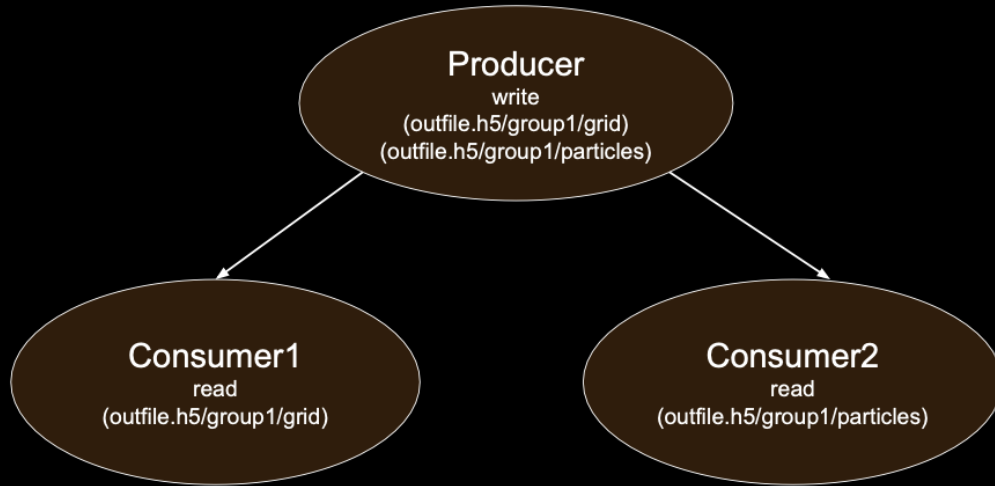 Producer
write
(outfile.h5/group1/grid)
(outfile.h5/group1/particles)
Consumer1
read
(outfile.h5/group1/grid)
Consumer2
read
(outfile.h5/group1/particles)